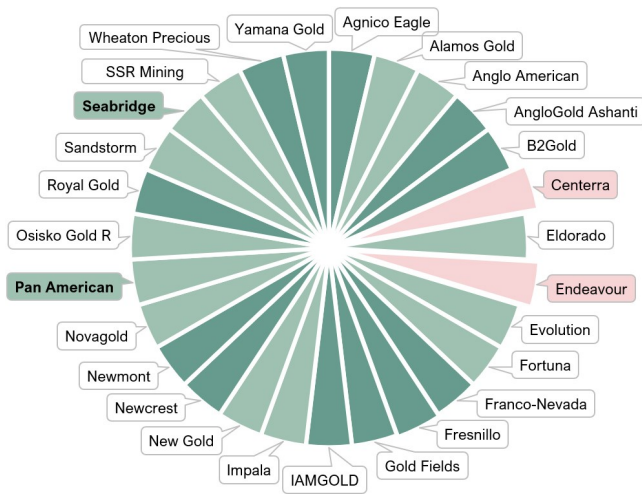 Agnico Eagle
Alamos Gold
Anglo American
AngloGold Ashanti
B2Gold
Centerra
Eldorado
Endeavour
Evolution
Fortuna
Franco-Nevada
Fresnillo
Gold Fields
IAMGOLD
Impala
New Gold
Newcrest
Newmont
Novagold
Pan American
Osisko Gold R
Royal Gold
Sandstorm
Seabridge
SSR Mining
Wheaton Precious
Yamana Gold